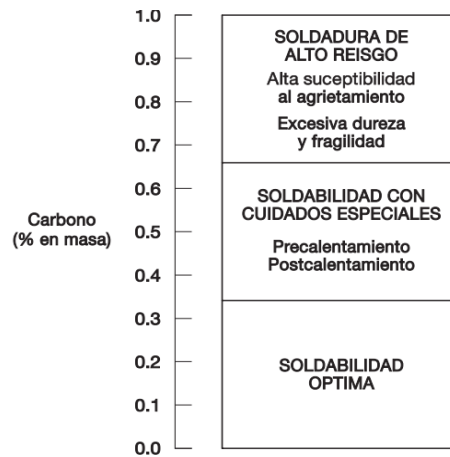 1.0
0.9
0.8
0.7
0.6
0.5
0.4
0.3
0.2
0.1
0.0
Carbono
(% en masa)
SOLDADURA DE
ALTO REISGO
Alta suceptibilidad
al agrietamiento
Excesiva dureza
y fragilidad
SOLDABILIDAD CON
CUIDADOS ESPECIALES
Precalentamiento
Postcalentamiento
SOLDABILIDAD
OPTIMA